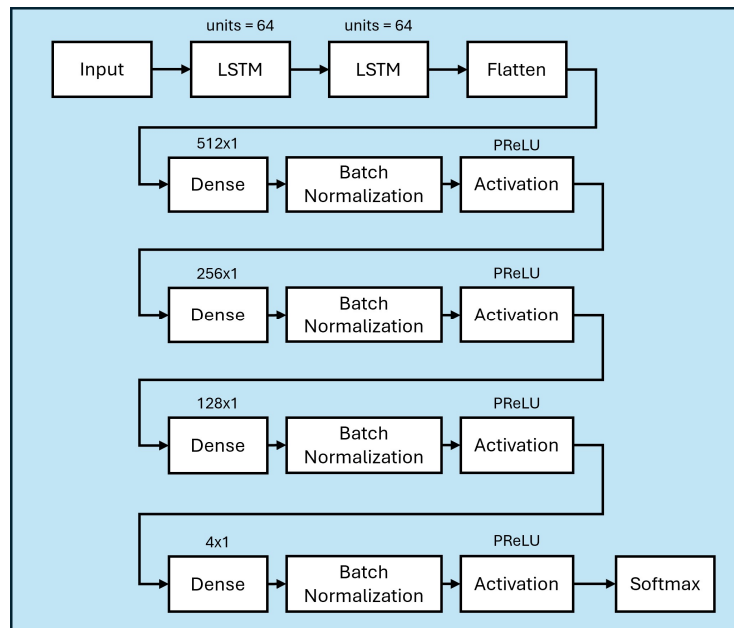 units = 64
units = 64
Input
LSTM
LSTM
Flatten
512x1
PReLU
Dense
Batch
Normalization
Activation
256x1
PReLU
Dense
Batch
Normalization
Activation
128x1
PReLU
Dense
Batch
Normalization
Activation
4x1
PReLU
Dense
Batch
Normalization
Activation
Softmax